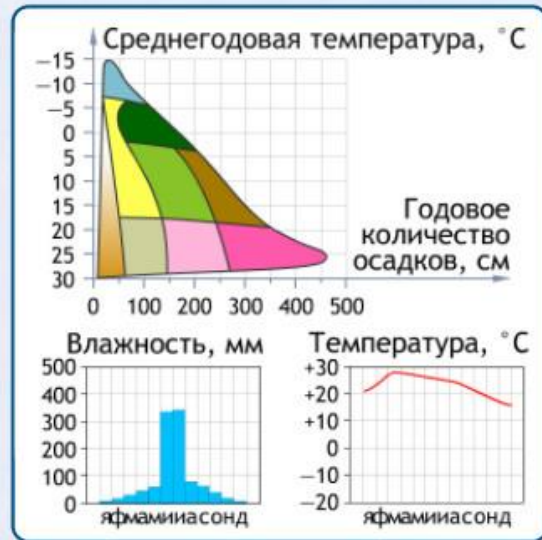 Среднегодовая температура, °C
−15
−10
−5
0
5
10
15
20
25
30
0 100 200 300 400 500
Годовое
количество
осадков, см
Влажность, мм
500
400
300
200
100
0
яфмамииасонд
Температура, °C
+30
+20
+10
0
−10
−20
яфмамииасонд